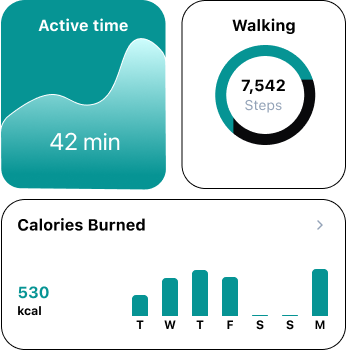 Active time
42 min
Walking
7,542
Steps
Calories Burned
530
kcal
T W T F S S M